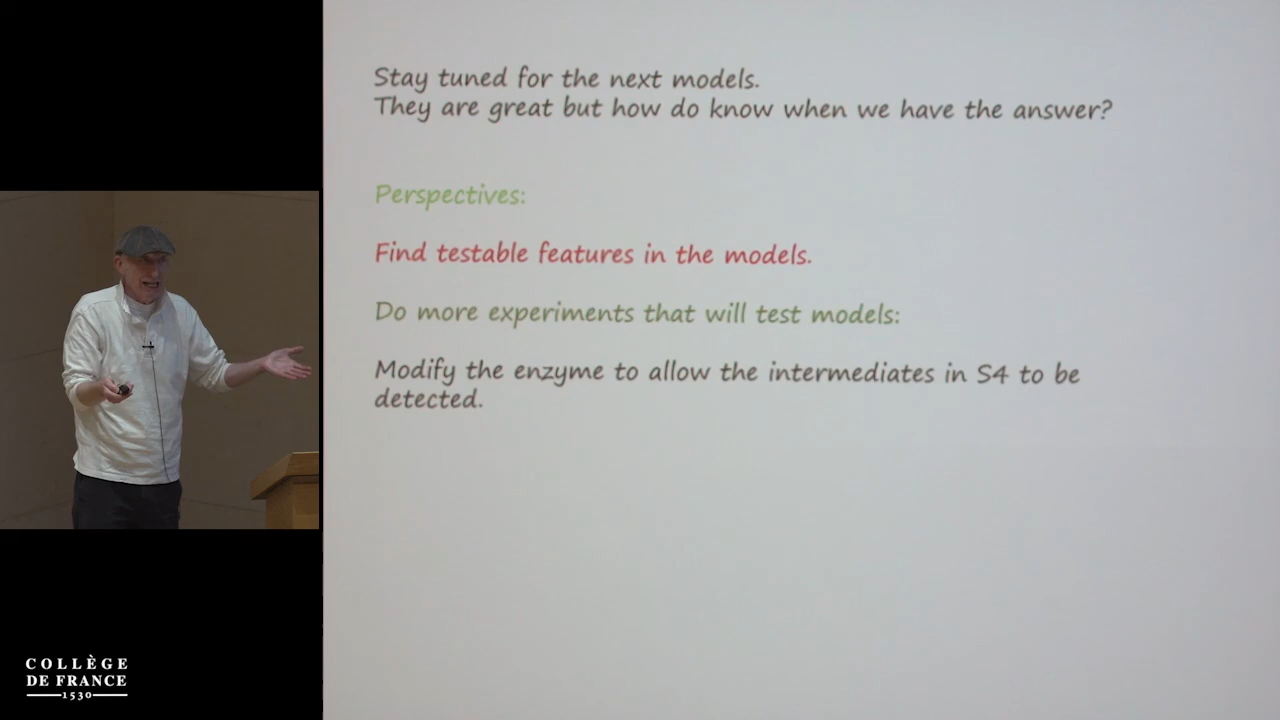 Stay tuned for the next models.
They are great but how do know when we have the answer?
Perspectives:
Find testable features in the models.
Do more experiments that will test models:
Modify the enzyme to allow the intermediates in S4 to be
detected.
COLLÈGE
DE FRANCE
1530